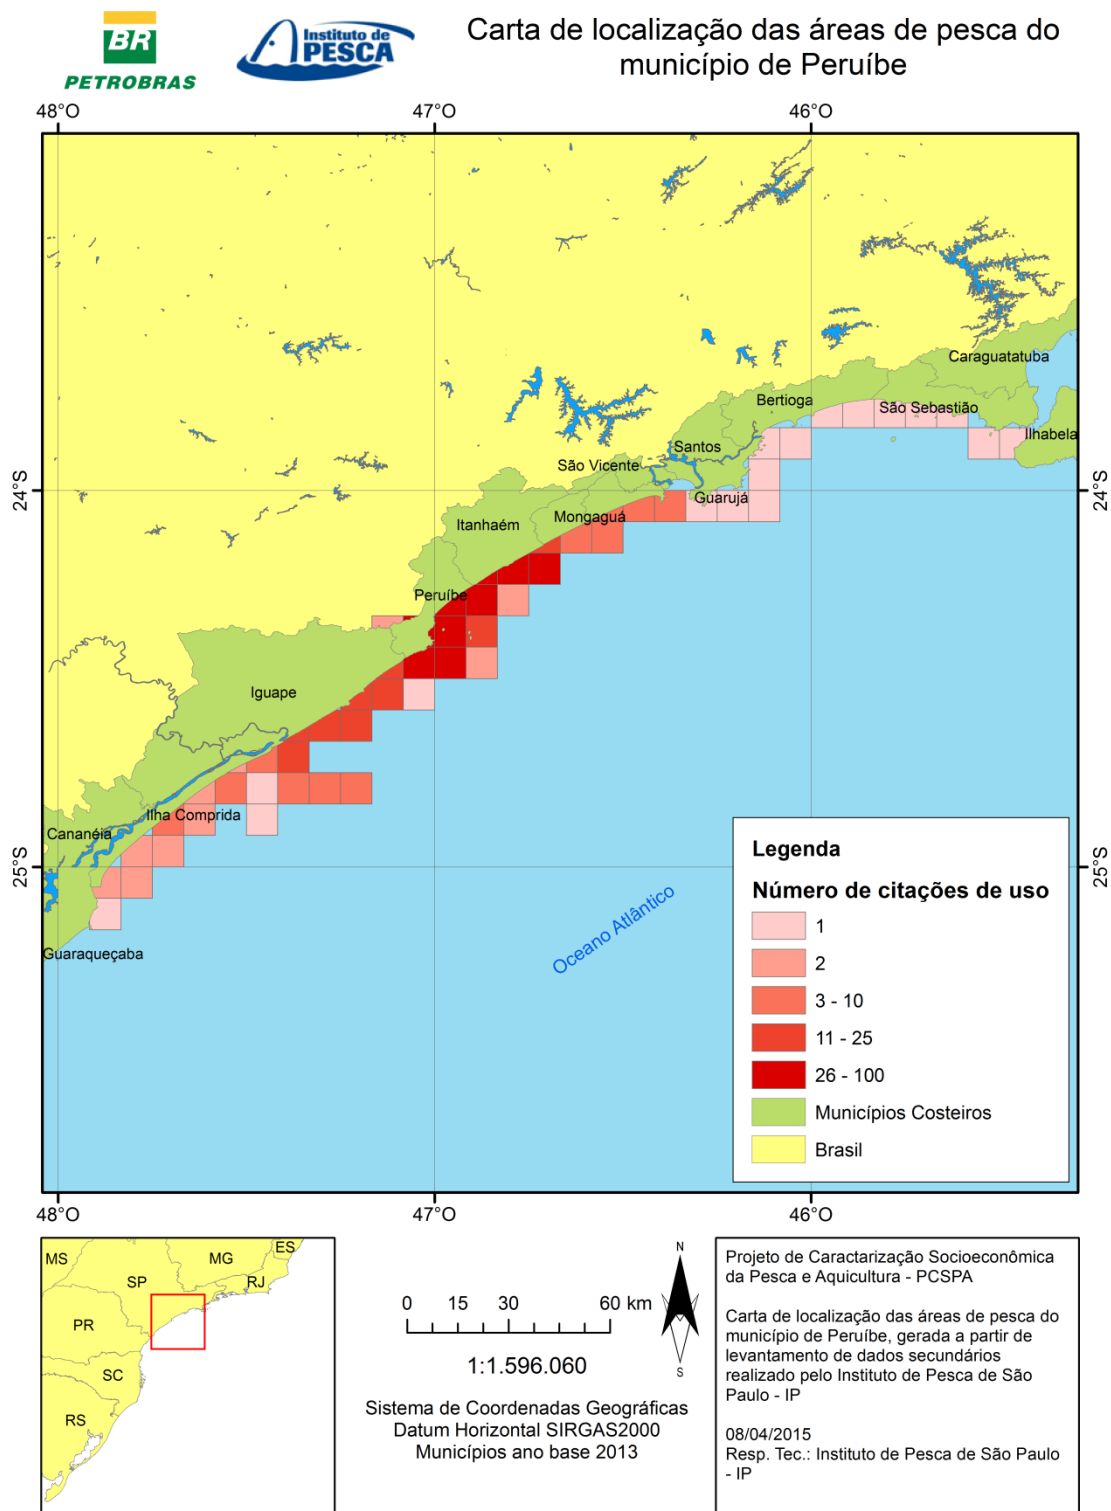 BR
PETROBRAS
Instituto de
PESCA
Carta de localização das áreas de pesca do
município de Peruíbe
48°O
47°O
46°O
24°S
24°S
25°S
25°S
Caraguatatuba
Bertioga
São Sebastião
Ilhabela
Santos
São Vicente
Guarujá
Mongaguá
Itanhaém
Peruíbe
Iguape
Ilha Comprida
Cananéia
Guaraqueçaba
Oceano Atlântico
Legenda
Número de citações de uso
1
2
3 - 10
11 - 25
26 - 100
Municípios Costeiros
Brasil
48°O
47°O
46°O
MS
MG
ES
SP
RJ
PR
SC
RS
0 15 30 60 km
1:1.596.060
Sistema de Coordenadas Geográficas
Datum Horizontal SIRGAS2000
Municípios ano base 2013
N
S
Projeto de Caractarização Socioeconômica
da Pesca e Aquicultura - PCSPA
Carta de localização das áreas de pesca do
município de Peruíbe, gerada a partir de
levantamento de dados secundários
realizado pelo Instituto de Pesca de São
Paulo - IP
08/04/2015
Resp. Tec.: Instituto de Pesca de São Paulo
- IP